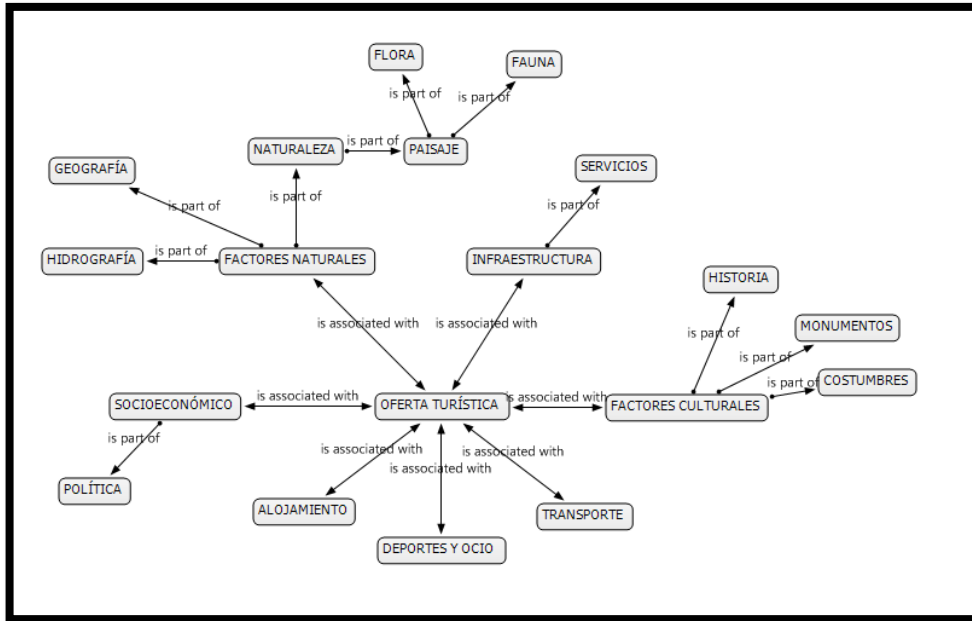 FLORA
FAUNA
is part of
is part of
NATURALEZA
is part of
PAISAJE
GEOGRAFÍA
SERVICIOS
is part of
is part of
is part of
HIDROGRAFÍA
is part of
FACTORES NATURALES
INFRAESTRUCTURA
HISTORIA
is associated with
is associated with
is part of
MONUMENTOS
is part of
COSTUMBRES
is part of
SOCIOECONÓMICO
is associated with
OFERTA TURÍSTICA
is associated with
FACTORES CULTURALES
is part of
is associated with
is associated with
is associated with
POLÍTICA
ALOJAMIENTO
TRANSPORTE
DEPORTES Y OCIO